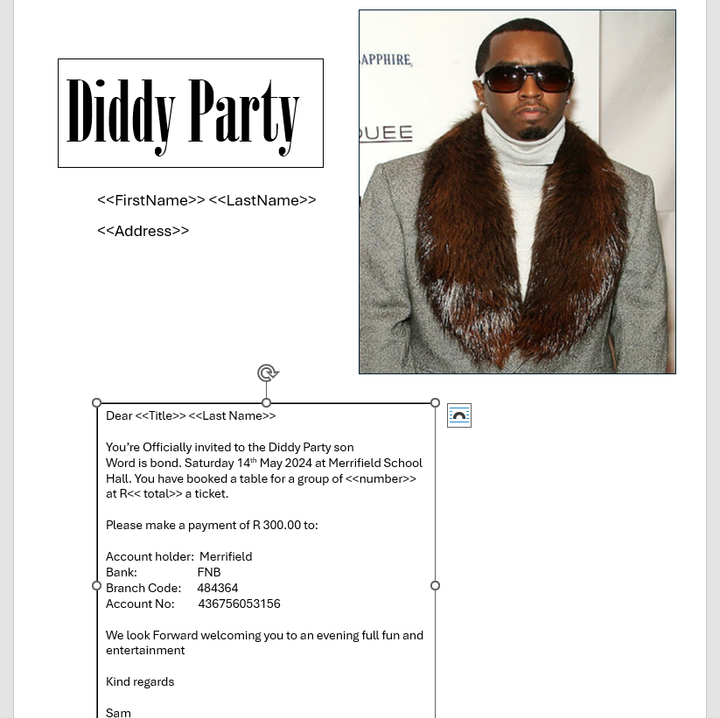 Diddy Party
SAPPHIRE,
QUEE
<<FirstName>> <<LastName>>
<<Address>>
Dear <<Title>> <<Last Name>>
You’re Officially invited to the Diddy Party son
Word is bond. Saturday 14th May 2024 at Merrifield School
Hall. You have booked a table for a group of <<number>>
at R<< total>> a ticket.
Please make a payment of R 300.00 to:
Account holder: Merrifield
Bank: FNB
Branch Code: 484364
Account No: 436756053156
We look Forward welcoming you to an evening full fun and
entertainment
Kind regards
Sam